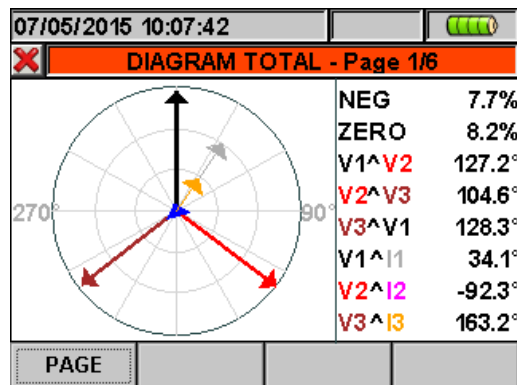 07/05/2015 10:07:42
DIAGRAM TOTAL - Page 1/6
NEG 7.7%
ZERO 8.2%
V1^V2 127.2°
V2^V3 104.6°
V3^V1 128.3°
V1^I1 34.1°
V2^I2 -92.3°
V3^I3 163.2°
270° 90°
PAGE